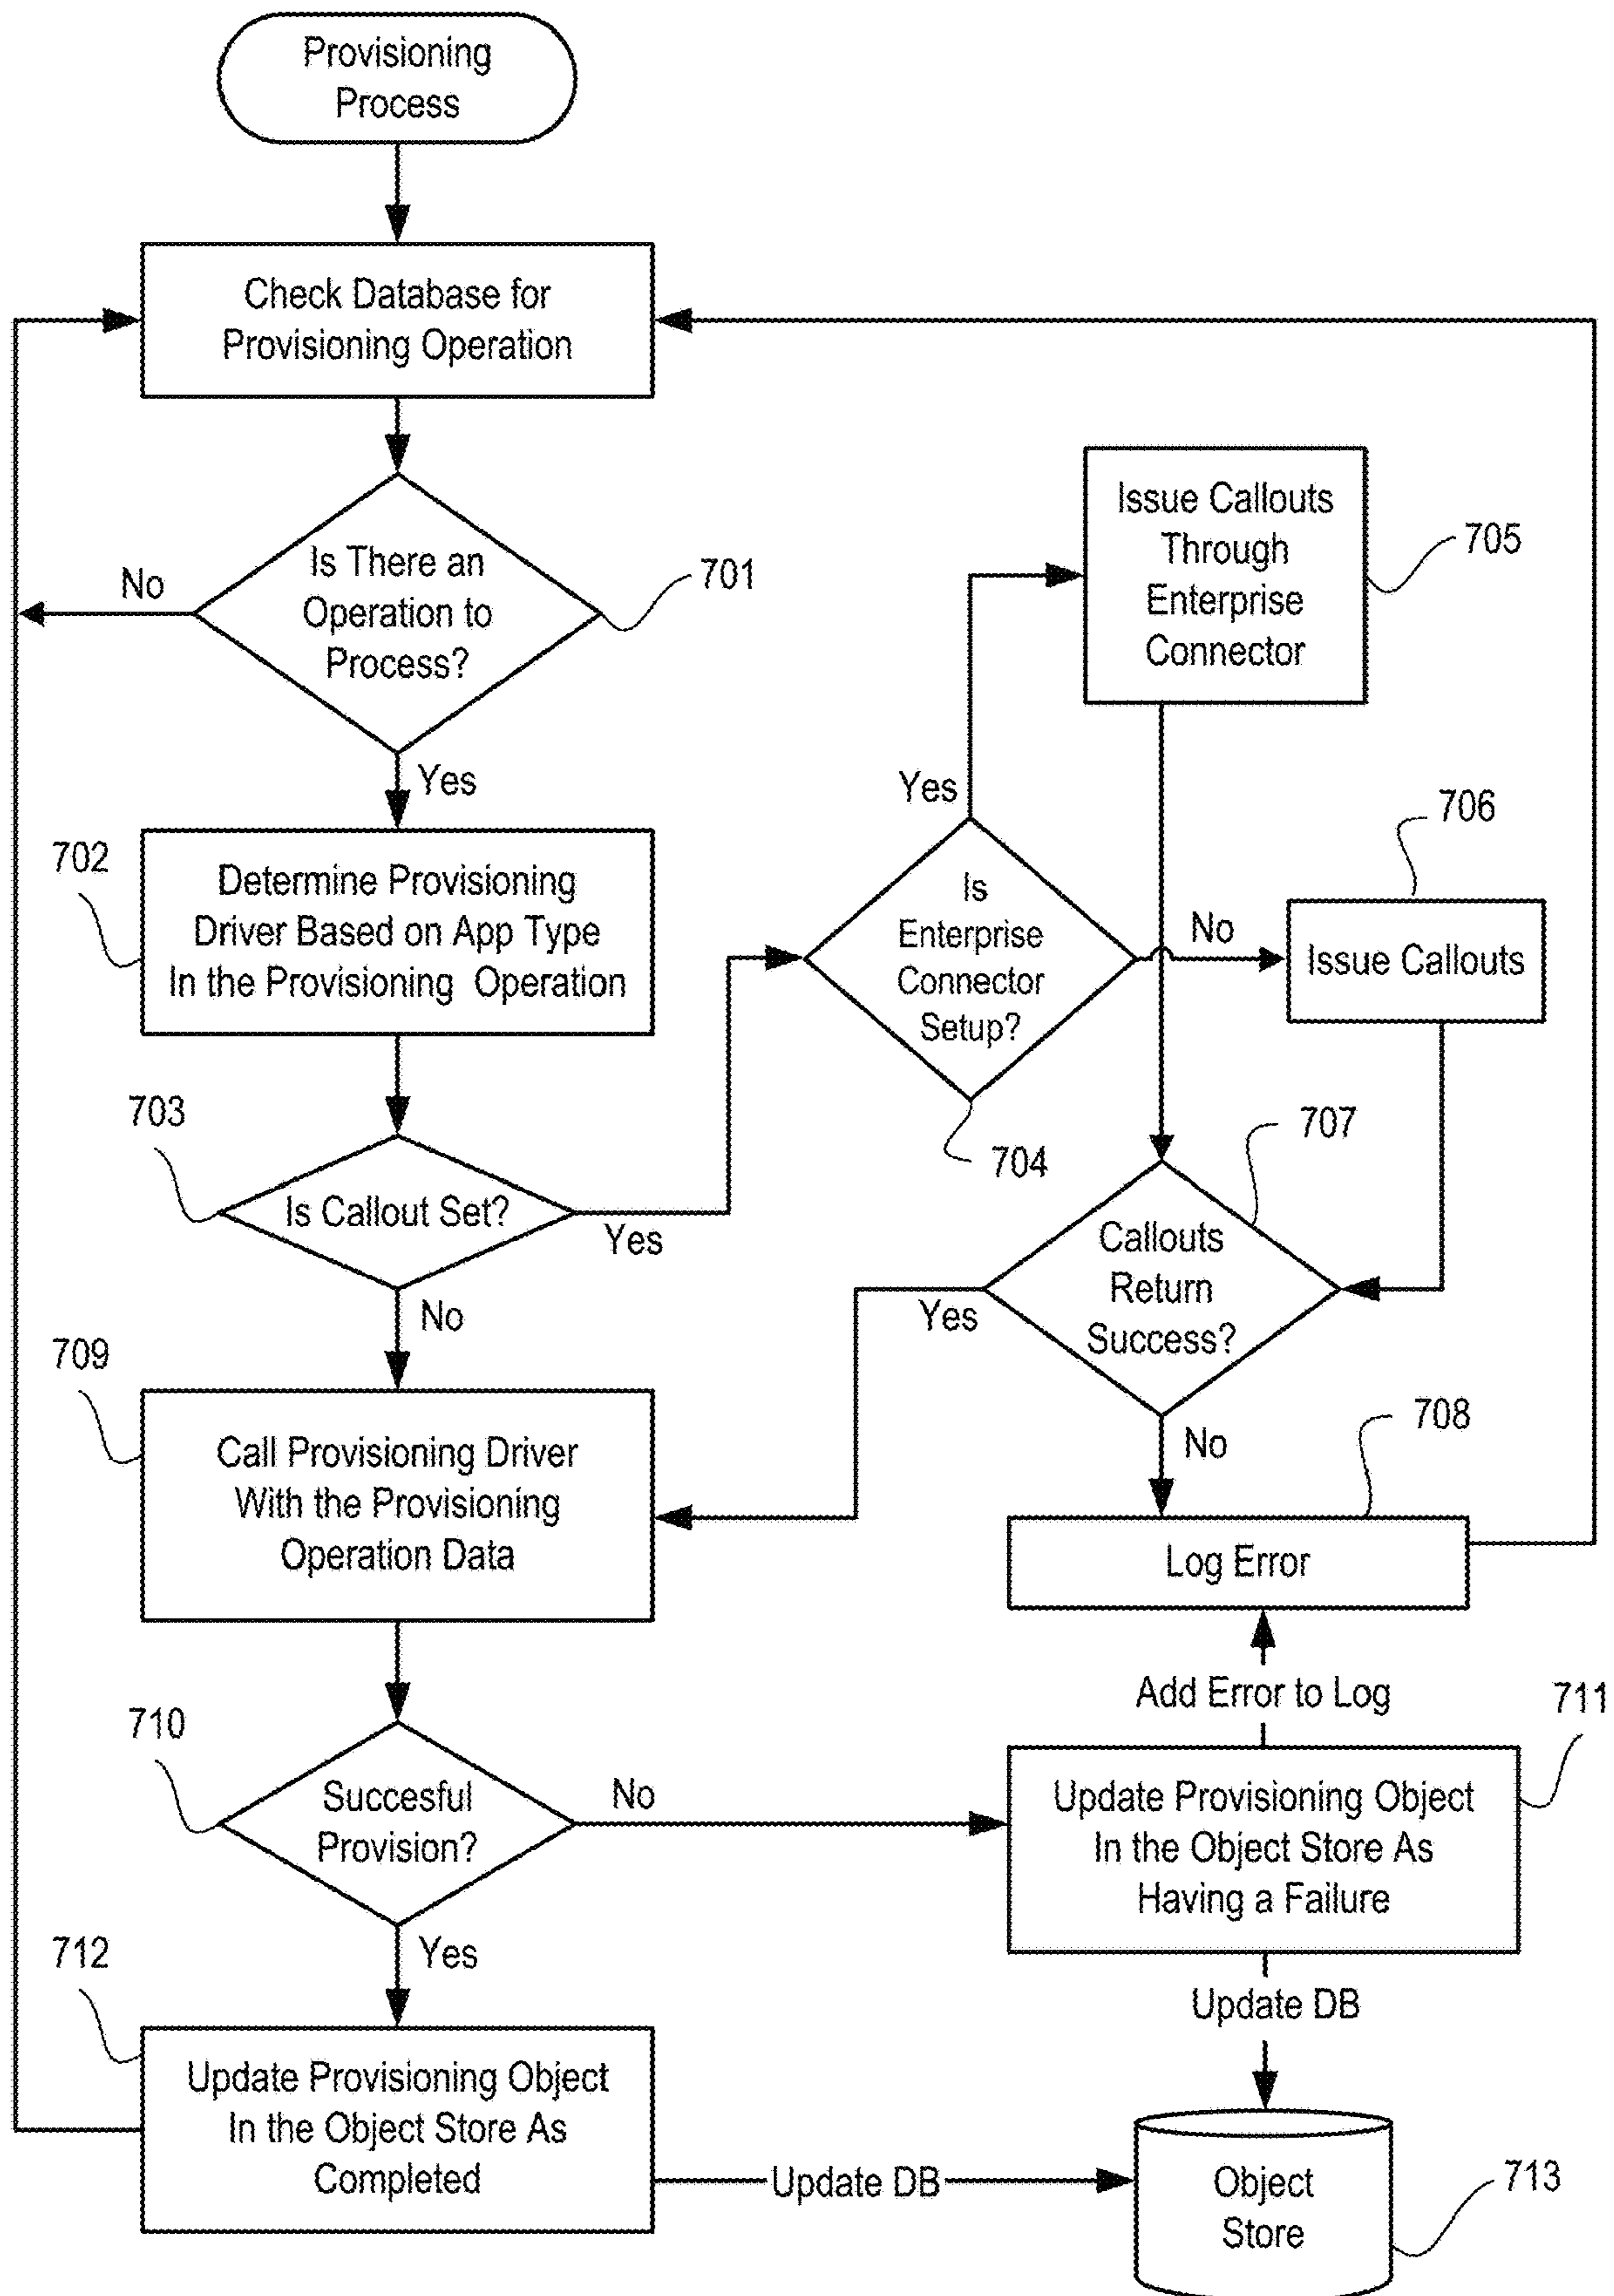 Provisioning
Process
Check Database for
Provisioning Operation
Is There an
Operation to
Process?
701
No
Yes
702
Determine Provisioning
Driver Based on App Type
In the Provisioning Operation
703
Is Callout Set?
Yes
No
Is
Enterprise
Connector
Setup?
704
Yes
No
Issue Callouts
Through
Enterprise
Connector
705
706
Issue Callouts
707
Callouts
Return
Success?
Yes
No
708
Log Error
709
Call Provisioning Driver
With the Provisioning
Operation Data
710
Succesful
Provision?
No
Yes
Add Error to Log
711
Update Provisioning Object
In the Object Store As
Having a Failure
Update DB
712
Update Provisioning Object
In the Object Store As
Completed
Update DB
Object
Store
713